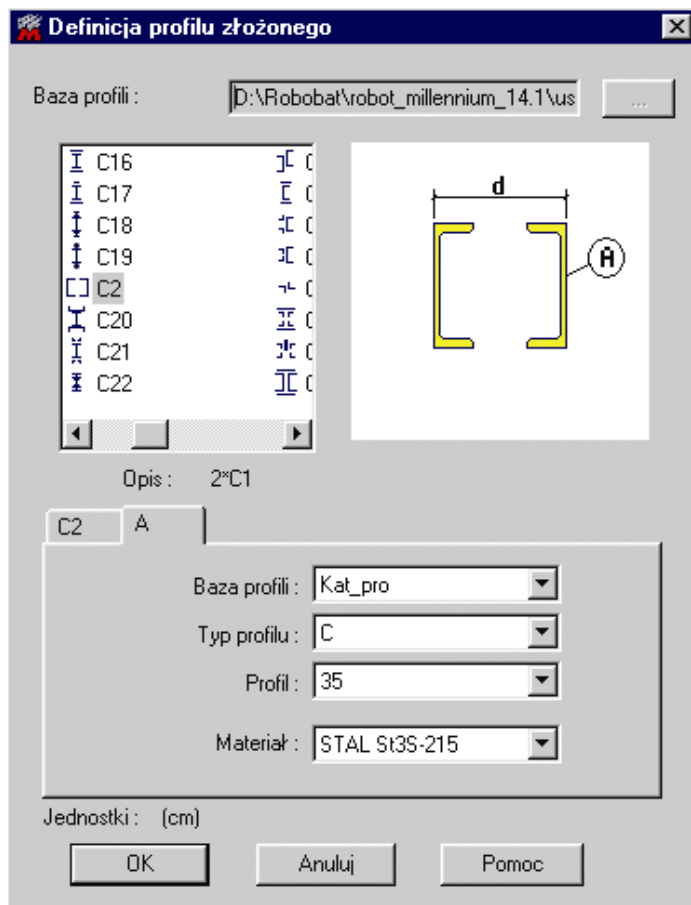 Definicja profilu złożonego
Baza profili : D:\Robobat\robot_millennium_14.1\us ...
C16
C17
C18
C19
C2
C20
C21
C22
d
A
Opis : 2*C1
C2 A
Baza profili : Kat_pro
Typ profilu : C
Profil : 35
Materiał : STAL St3S-215
Jednostki : (cm)
OK Anuluj Pomoc